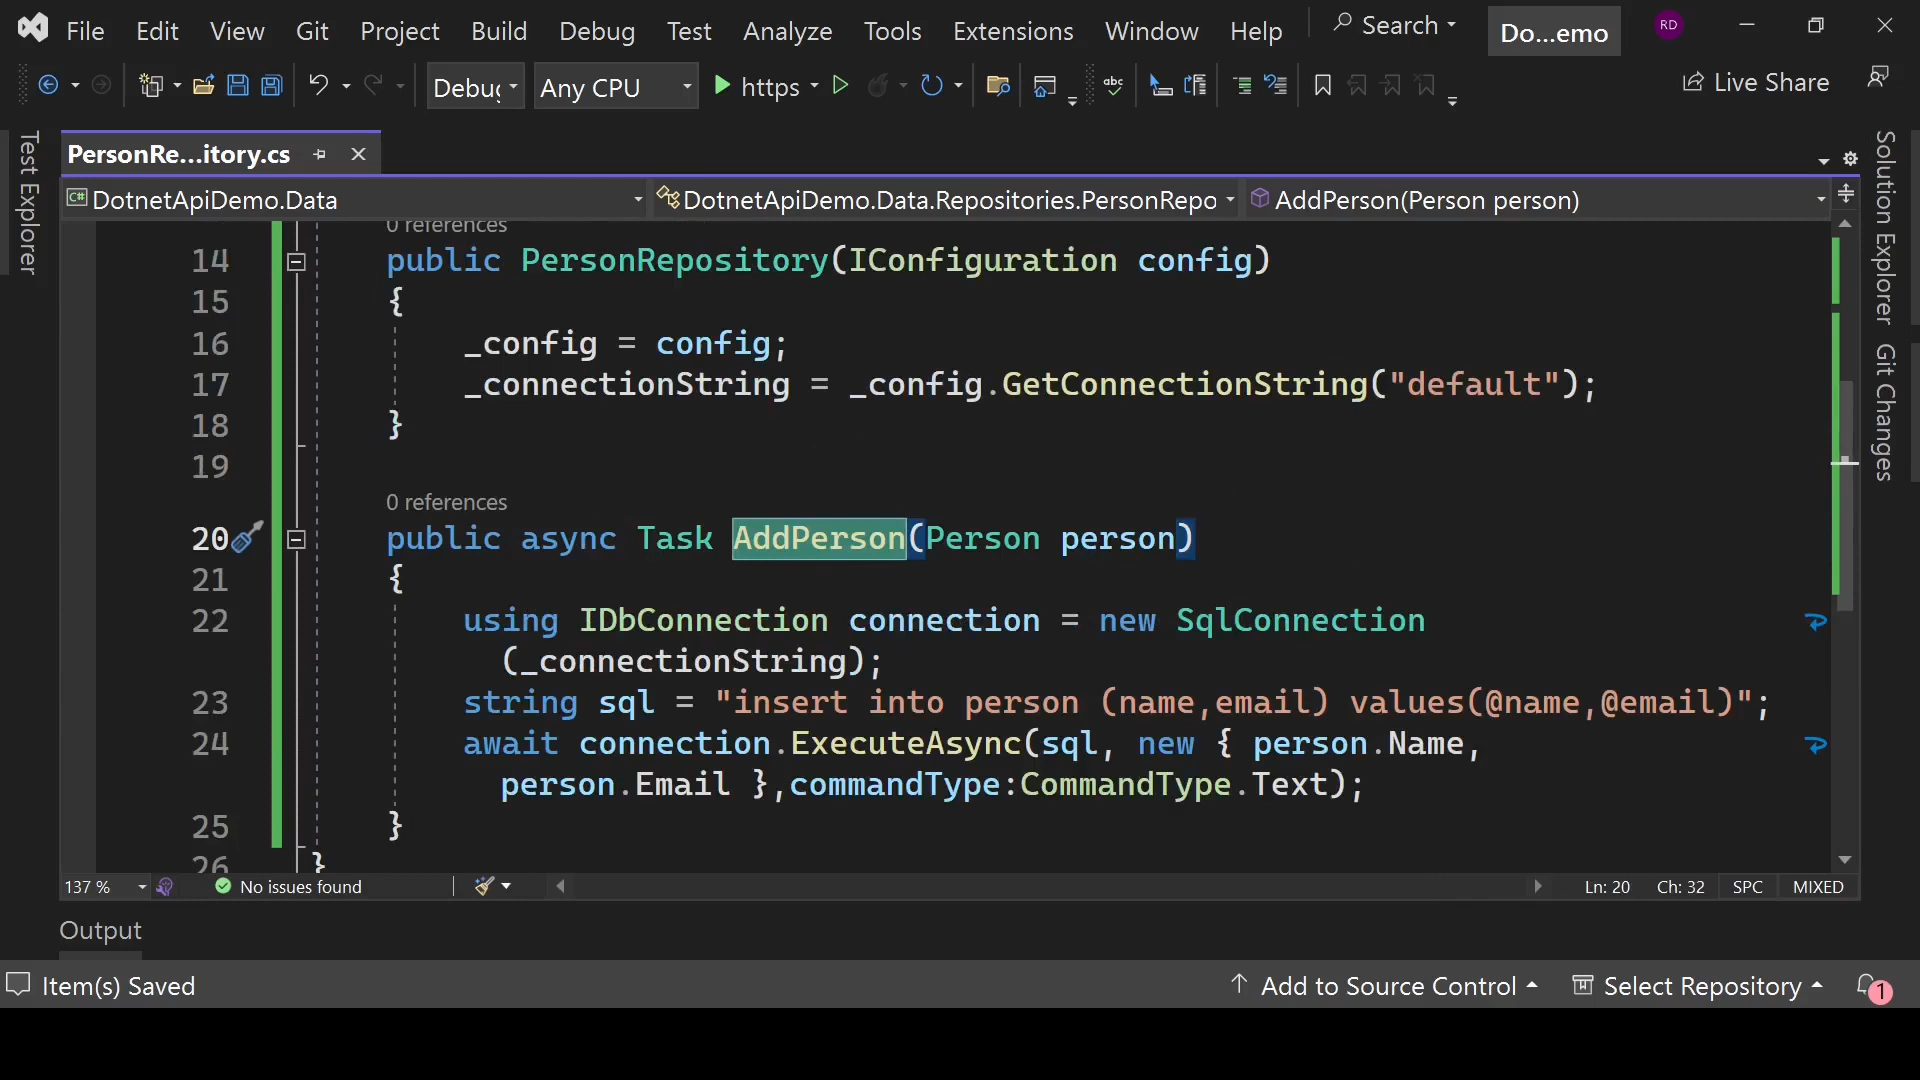 File Edit View Git Project Build Debug Test Analyze Tools Extensions Window Help Search Do...emo RD
Debug Any CPU https abc Live Share
Test Explorer
PersonRe...itory.cs
C# DotnetApiDemo.Data DotnetApiDemo.Data.Repositories.PersonRepo AddPerson(Person person)
0 references
14 public PersonRepository(IConfiguration config)
15 {
16 _config = config;
17 _connectionString = _config.GetConnectionString("default");
18 }
19
0 references
20 public async Task AddPerson(Person person)
21 {
22 using IDbConnection connection = new SqlConnection
(_connectionString);
23 string sql = "insert into person (name,email) values(@name,@email)";
24 await connection.ExecuteAsync(sql, new { person.Name,
person.Email },commandType:CommandType.Text);
25 }
26 }
Solution Explorer
Git Changes
137 % No issues found Ln: 20 Ch: 32 SPC MIXED
Output
Item(s) Saved Add to Source Control Select Repository 1